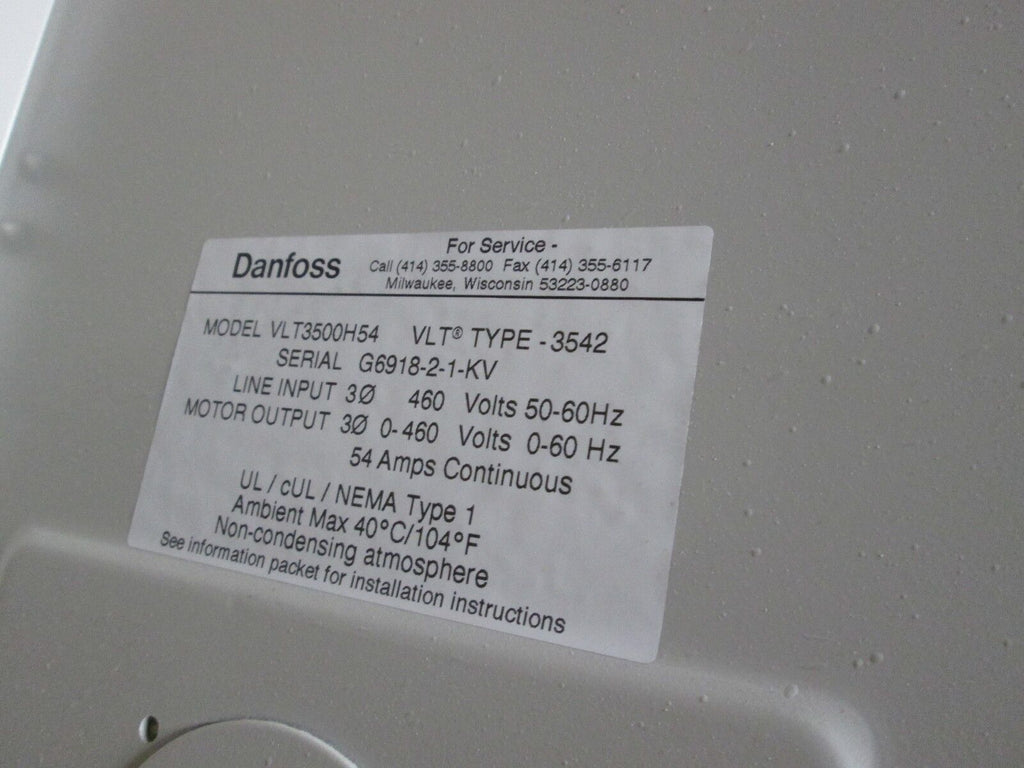 For Service -
Danfoss Call (414) 355-8800 Fax (414) 355-6117
Milwaukee, Wisconsin 53223-0880
MODEL VLT3500H54 VLT® TYPE - 3542
SERIAL G6918-2-1-KV
LINE INPUT 3Ø 460 Volts 50-60Hz
MOTOR OUTPUT 3Ø 0-460 Volts 0-60 Hz
54 Amps Continuous
UL / cUL / NEMA Type 1
Ambient Max 40°C/104°F
Non-condensing atmosphere
See information packet for installation instructions